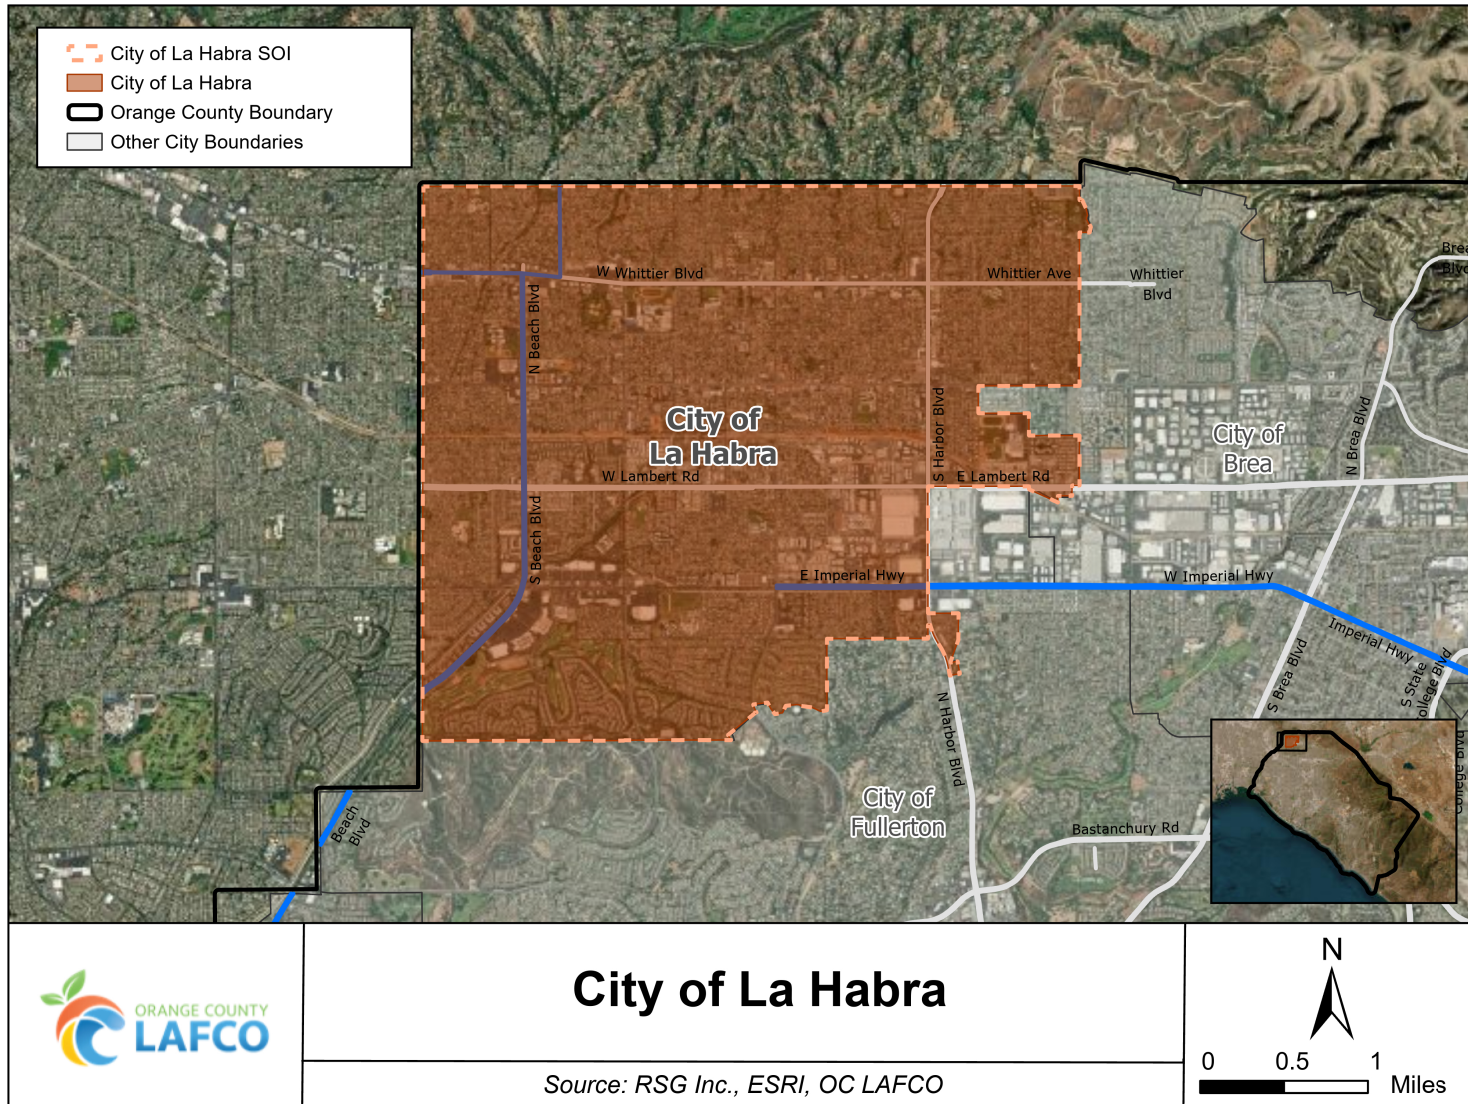 City of La Habra SOI
City of La Habra
Orange County Boundary
Other City Boundaries
W Whittier Blvd
Whittier Ave
Whittier
Blvd
Brea
Blvd
N Beach Blvd
S Harbor Blvd
N Brea Blvd
City of
La Habra
City of
Brea
W Lambert Rd
E Lambert Rd
S Beach Blvd
E Imperial Hwy
W Imperial Hwy
Imperial Hwy
S Brea Blvd
S State
College Blvd
N Harbor Blvd
College Blvd
City of
Fullerton
Beach
Blvd
Bastanchury Rd
ORANGE COUNTY
LAFCO
City of La Habra
Source: RSG Inc., ESRI, OC LAFCO
N
0 0.5 1
Miles